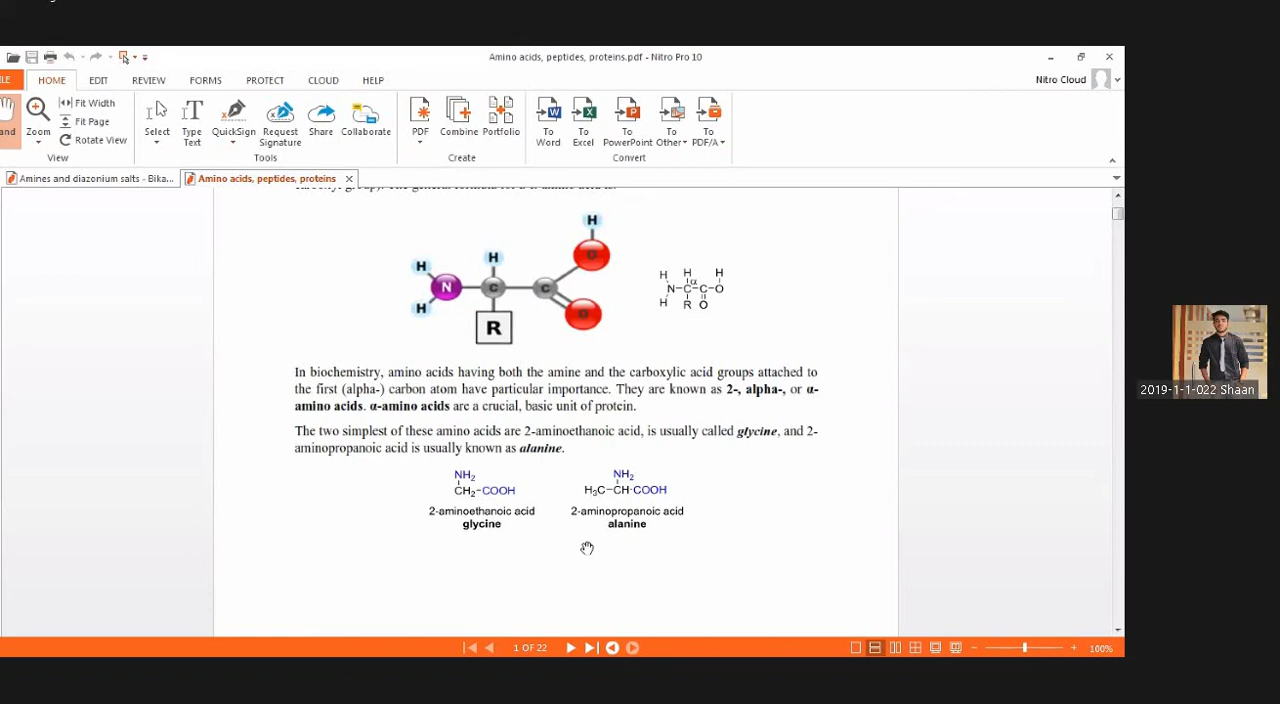 Amino acids, peptides, proteins.pdf - Nitro Pro 10
LE HOME EDIT REVIEW FORMS PROTECT CLOUD HELP
Nitro Cloud
and Zoom Fit Width Fit Page Rotate View
Select Type Text QuickSign Request Signature Share Collaborate
PDF Combine Portfolio
To Word To Excel To PowerPoint To Other To PDF/A
View Tools Create Convert
Amines and diazonium salts - Bika... Amino acids, peptides, proteins
H H H
N C C O
H R O
H H H
N-C-C-O
α
H R O
In biochemistry, amino acids having both the amine and the carboxylic acid groups attached to
the first (alpha-) carbon atom have particular importance. They are known as 2-, alpha-, or α-
amino acids. α-amino acids are a crucial, basic unit of protein.
The two simplest of these amino acids are 2-aminoethanoic acid, is usually called glycine, and 2-
aminopropanoic acid is usually known as alanine.
NH2 NH2
CH2-COOH H3C-CH-COOH
2-aminoethanoic acid 2-aminopropanoic acid
glycine alanine
1 OF 22
100%
2019-1-1-022 Shaan